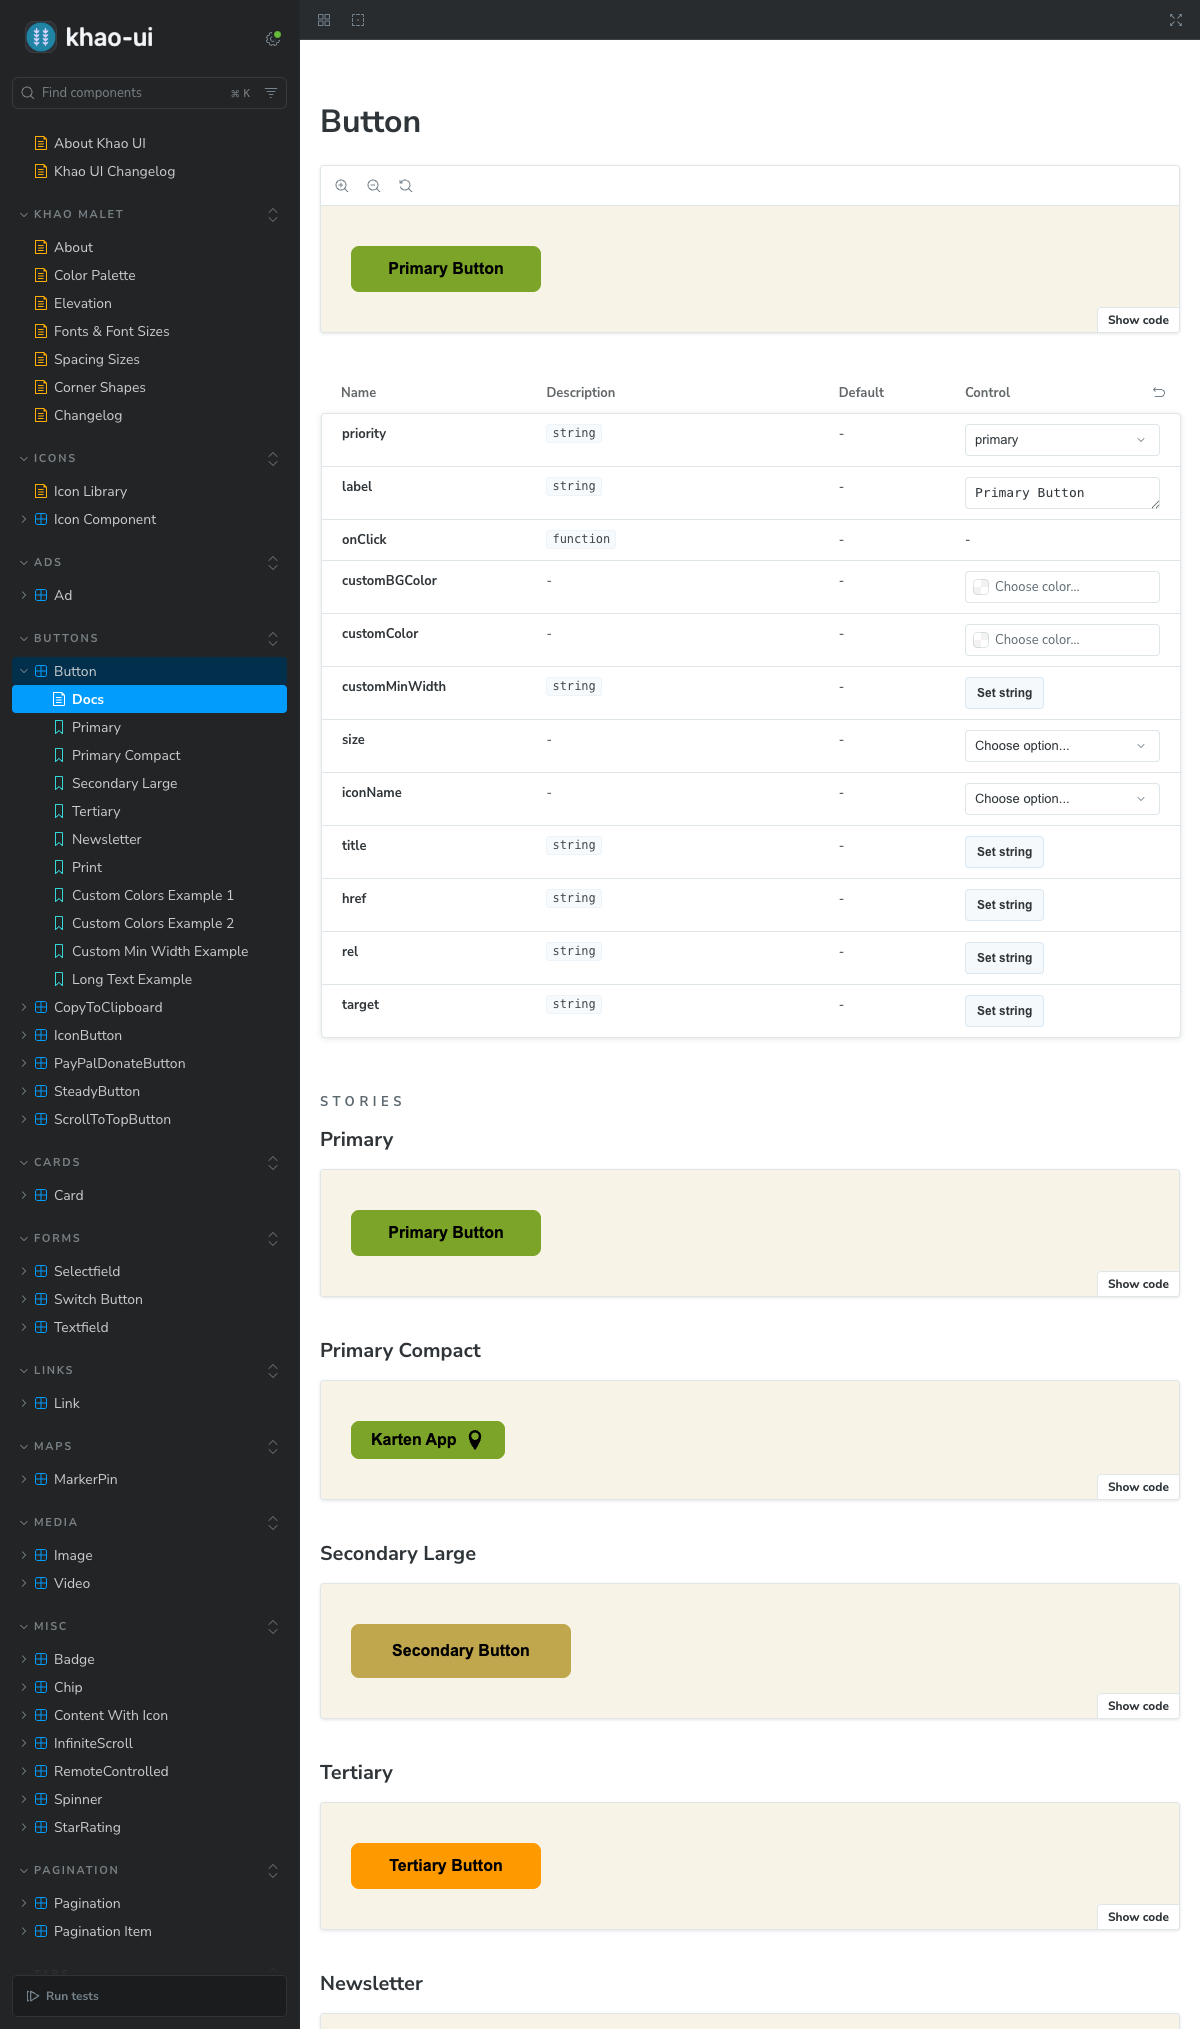 khao-ui
Find components
⌘ K
About Khao UI
Khao UI Changelog
KHAO MALET
About
Color Palette
Elevation
Fonts & Font Sizes
Spacing Sizes
Corner Shapes
Changelog
ICONS
Icon Library
Icon Component
ADS
Ad
BUTTONS
Button
Docs
Primary
Primary Compact
Secondary Large
Tertiary
Newsletter
Print
Custom Colors Example 1
Custom Colors Example 2
Custom Min Width Example
Long Text Example
CopyToClipboard
IconButton
PayPalDonateButton
SteadyButton
ScrollToTopButton
CARDS
Card
FORMS
Selectfield
Switch Button
Textfield
LINKS
Link
MAPS
MarkerPin
MEDIA
Image
Video
MISC
Badge
Chip
Content With Icon
InfiniteScroll
RemoteControlled
Spinner
StarRating
PAGINATION
Pagination
Pagination Item
Run tests
Button
Primary Button
Show code
Name Description Default Control
priority string - primary
label string - Primary Button
onClick function - -
customBGColor - - Choose color...
customColor - - Choose color...
customMinWidth string - Set string
size - - Choose option...
iconName - - Choose option...
title string - Set string
href string - Set string
rel string - Set string
target string - Set string
STORIES
Primary
Primary Button
Show code
Primary Compact
Karten App
Show code
Secondary Large
Secondary Button
Show code
Tertiary
Tertiary Button
Show code
Newsletter